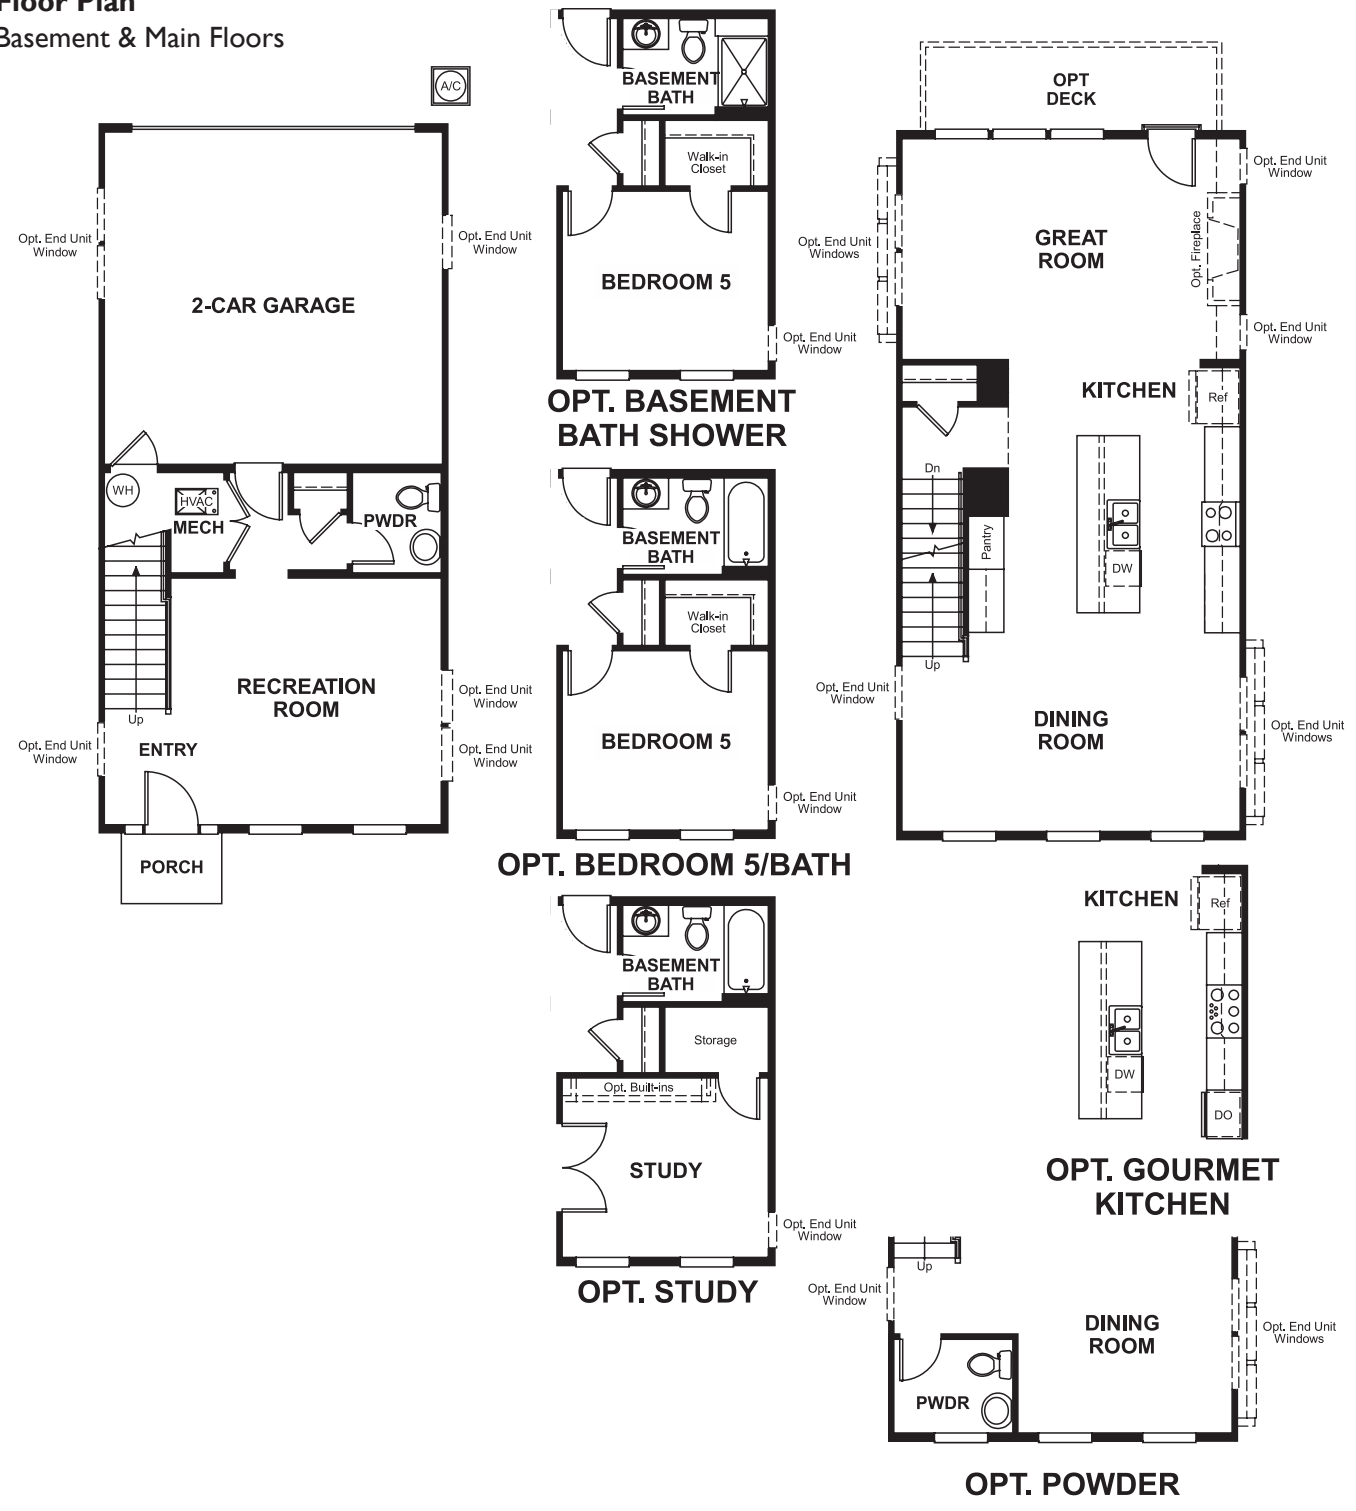 Floor Plan
Basement & Main Floors
A/C
Opt. End Unit
Window
Opt. End Unit
Window
2-CAR GARAGE
WH
HVAC
MECH
PWDR
Up
RECREATION
ROOM
ENTRY
Opt. End Unit
Window
Opt. End Unit
Window
Opt. End Unit
Window
PORCH
BASEMENT
BATH
Walk-in
Closet
BEDROOM 5
Opt. End Unit
Window
OPT. BASEMENT
BATH SHOWER
BASEMENT
BATH
Walk-in
Closet
BEDROOM 5
Opt. End Unit
Window
OPT. BEDROOM 5/BATH
BASEMENT
BATH
Storage
Opt. Built-ins
STUDY
Opt. End Unit
Window
OPT. STUDY
OPT
DECK
Opt. End Unit
Window
Opt. End Unit
Windows
GREAT
ROOM
Opt. Fireplace
Opt. End Unit
Window
KITCHEN
Ref
Dn
Pantry
DW
Up
Opt. End Unit
Window
DINING
ROOM
Opt. End Unit
Windows
KITCHEN
Ref
DW
DO
OPT. GOURMET
KITCHEN
Up
Opt. End Unit
Window
DINING
ROOM
Opt. End Unit
Windows
PWDR
OPT. POWDER